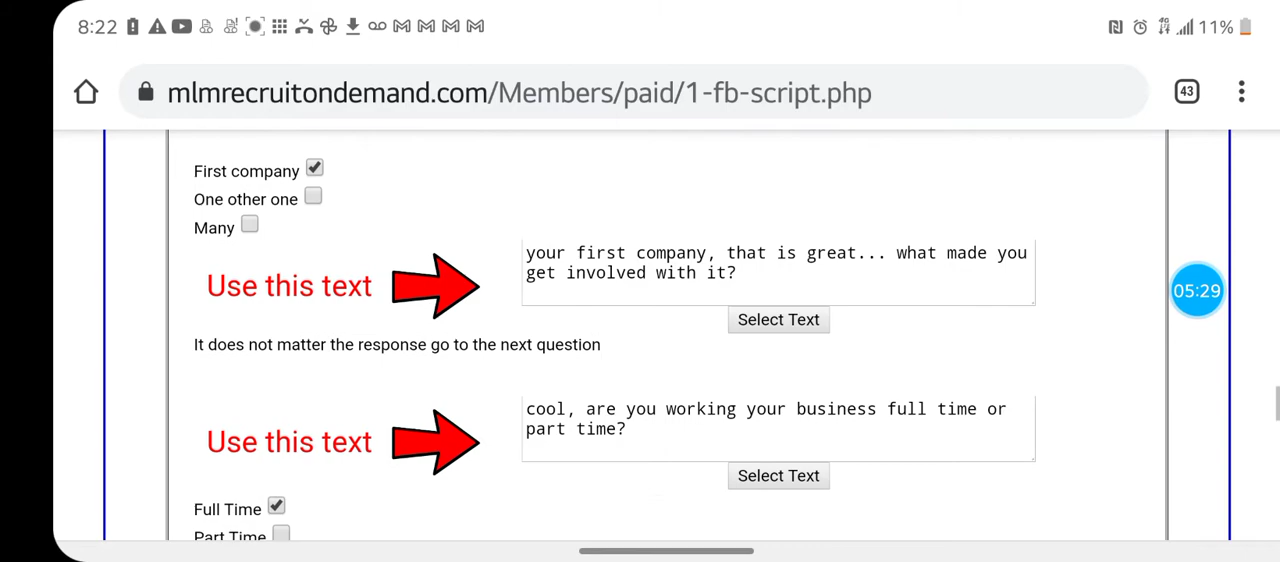 8:22
11%
mlmrecruitondemand.com/Members/paid/1-fb-script.php
43
First company
One other one
Many
Use this text
your first company, that is great... what made you
get involved with it?
05:29
Select Text
It does not matter the response go to the next question
Use this text
cool, are you working your business full time or
part time?
Select Text
Full Time
Part Time